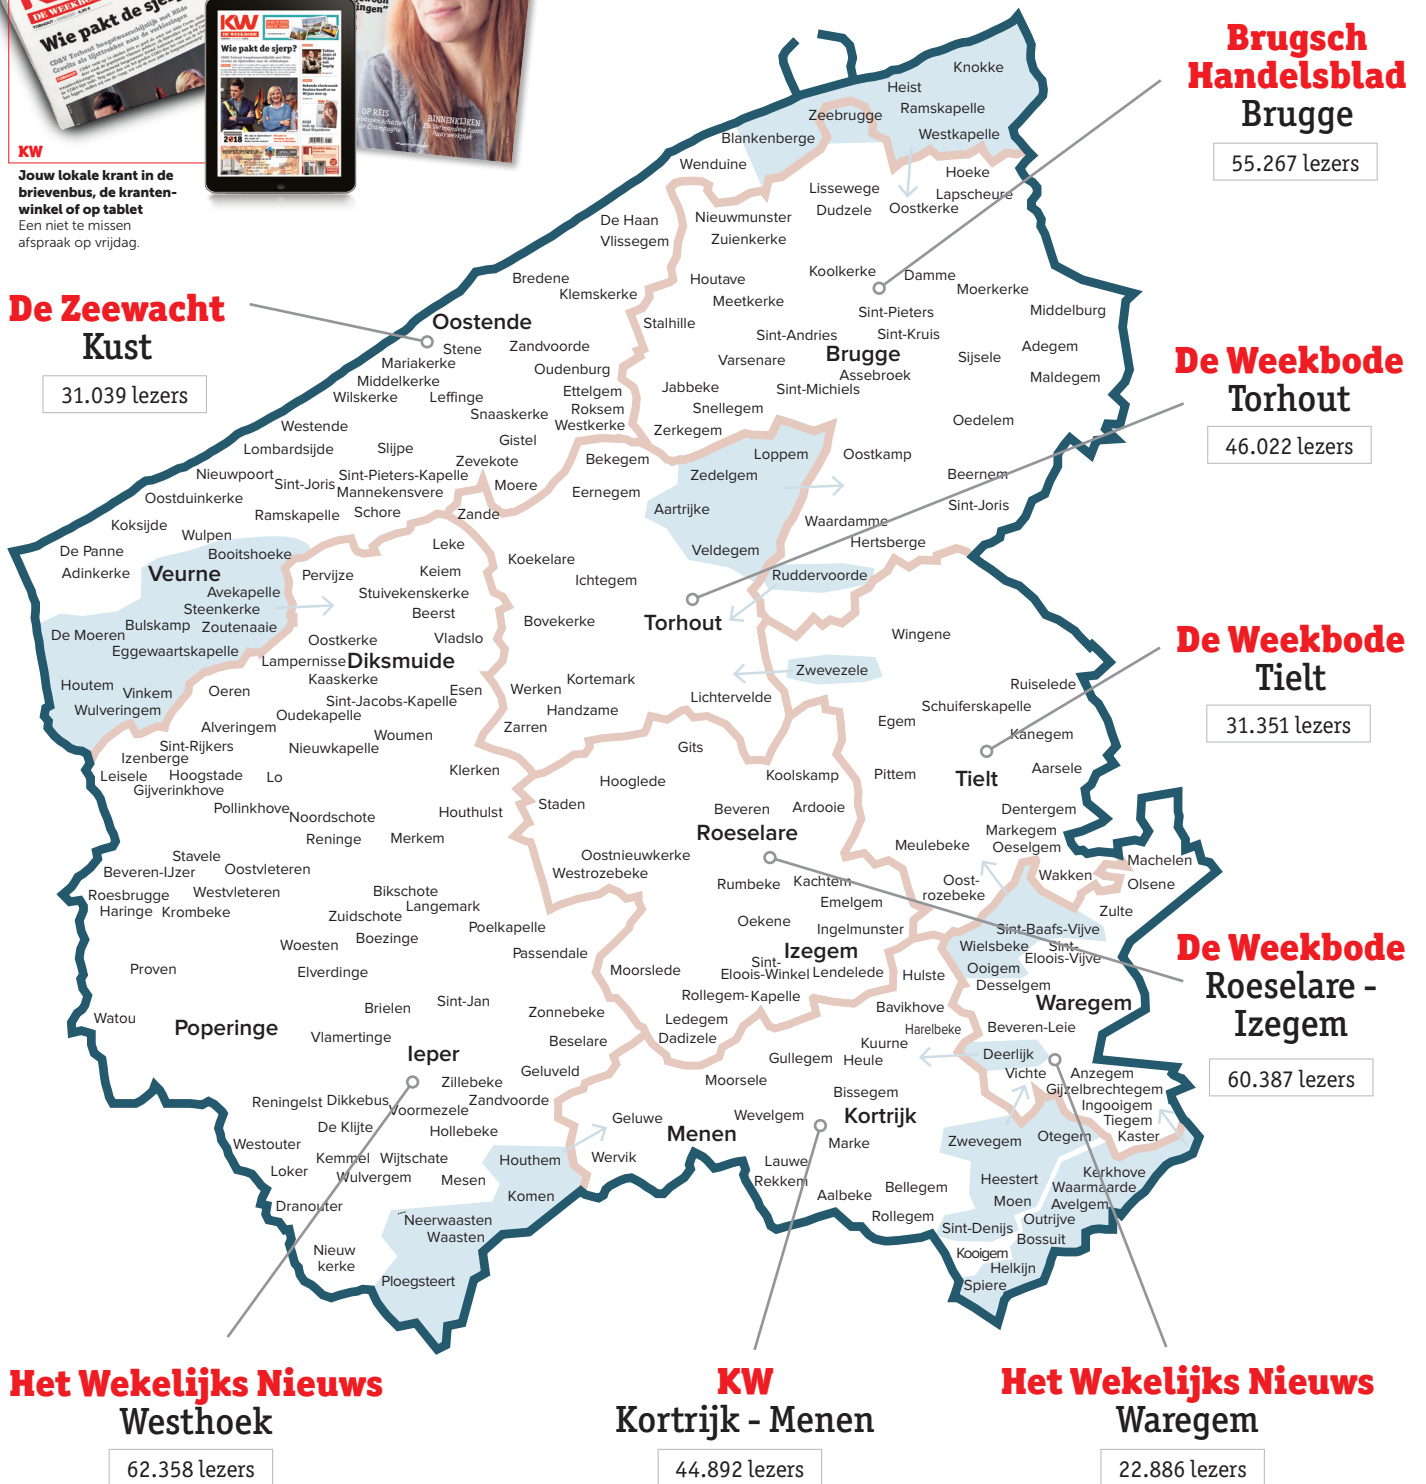 DE WEEKBODE
Wie pakt de sjerp?
KW
DE WEEKBODE
Wie pakt de sjerp?
2018
OP REIS
BINNENKIJKEN
KW
Jouw lokale krant in de
brievenbus, de kranten-
winkel of op tablet
Een niet te missen
afspraak op vrijdag.
Brugsch
Handelsblad
Brugge
55.267 lezers
De Zeewacht
Kust
31.039 lezers
De Weekbode
Torhout
46.022 lezers
De Weekbode
Tielt
31.351 lezers
De Weekbode
Roeselare -
Izegem
60.387 lezers
Knokke
Heist
Ramskapelle
Zeebrugge
Westkapelle
Blankenberge
Wenduine
Hoeke
Lissewege
Lapscheure
Dudzele
Oostkerke
De Haan
Nieuwmunster
Vlissegem
Zuienkerke
Bredene
Houtave
Koolkerke
Damme
Klemskerke
Meetkerke
Moerkerke
Oostende
Stalhille
Sint-Pieters
Middelburg
Sint-Andries
Sint-Kruis
Stene
Zandvoorde
Varsenare
Brugge
Sijsele
Adegem
Mariakerke
Oudenburg
Assebroek
Maldegem
Middelkerke
Ettelgem
Jabbeke
Sint-Michiels
Wilskerke
Leffinge
Roksem
Snellegem
Snaaskerke
Westkerke
Zerkegem
Oedelem
Westende
Gistel
Lombardsijde
Slijpe
Zevekote
Bekegem
Loppem
Oostkamp
Nieuwpoort
Sint-Joris
Sint-Pieters-Kapelle
Moere
Eernegem
Zedelgem
Beernem
Oostduinkerke
Mannekensvere
Aartrijke
Sint-Joris
Ramskapelle
Schore
Zande
Waardamme
Koksijde
Wulpen
Hertsberge
De Panne
Booitshoeke
Leke
Koekelare
Veldegem
Adinkerke
Veurne
Pervijze
Keiem
Ichtegem
Ruddervoorde
Avekapelle
Stuivekenskerke
Steenkerke
Beerst
Bovekerke
Torhout
Bulskamp
Zoutenaaie
De Moeren
Oostkerke
Vladslo
Wingene
Eggewaartskapelle
Lampernisse
Diksmuide
Kaaskerke
Kortemark
Zwevezele
Houtem
Vinkem
Oeren
Sint-Jacobs-Kapelle
Esen
Werken
Lichtervelde
Ruiselede
Wulveringem
Oudekapelle
Handzame
Schuiferskapelle
Alveringem
Woumen
Zarren
Egem
Kanegem
Sint-Rijkers
Nieuwkapelle
Gits
Izenberge
Klerken
Koolskamp
Pittem
Tielt
Aarsele
Leisele
Hoogstade
Lo
Hooglede
Gijverinkhove
Pollinkhove
Noordschote
Houthulst
Staden
Beveren
Ardooie
Dentergem
Reninge
Merkem
Roeselare
Markegem
Meulebeke
Oeselgem
Stavele
Oostnieuwkerke
Machelen
Beveren-IJzer
Oostvleteren
Westrozebeke
Rumbeke
Kachtem
Oost-
rozebeke
Wakken
Olsene
Roesbrugge
Westvleteren
Bikschote
Emelgem
Haringe
Krombeke
Zuidschote
Langemark
Zulte
Poelkapelle
Oekene
Ingelmunster
Sint-Baafs-Vijve
Woesten
Boezinge
Passendale
Izegem
Wielsbeke
Sint-
Eloois-Vijve
Proven
Elverdinge
Moorslede
Sint-
Eloois-Winkel
Lendelede
Hulste
Ooigem
Desselgem
Sint-Jan
Rollegem-Kapelle
Waregem
Watou
Brielen
Zonnebeke
Ledegem
Bavikhove
Poperinge
Vlamertinge
Beselare
Dadizele
Harelbeke
Beveren-Leie
Ieper
Kuurne
Gullegem
Heule
Deerlijk
Zillebeke
Geluveld
Moorsele
Vichte
Anzegem
Reningelst
Dikkebus
Zandvoorde
Bissegem
Gijzelbrechtegem
Voormezele
Geluwe
Wevelgem
Kortrijk
Ingooigem
De Klijte
Hollebeke
Menen
Tiegem
Westouter
Marke
Zwevegem
Otegem
Kaster
Kemmel
Wijtschate
Houthem
Wervik
Lauwe
Loker
Wulvergem
Mesen
Rekkem
Heestert
Kerkhove
Bellegem
Waarmaarde
Dranouter
Komen
Aalbeke
Moen
Avelgem
Neerwaasten
Rollegem
Sint-Denijs
Outrijve
Waasten
Bossuit
Nieuw
kerke
Kooigem
Ploegsteert
Helkijn
Spiere
Het Wekelijks Nieuws
Westhoek
62.358 lezers
KW
Kortrijk - Menen
44.892 lezers
Het Wekelijks Nieuws
Waregem
22.886 lezers